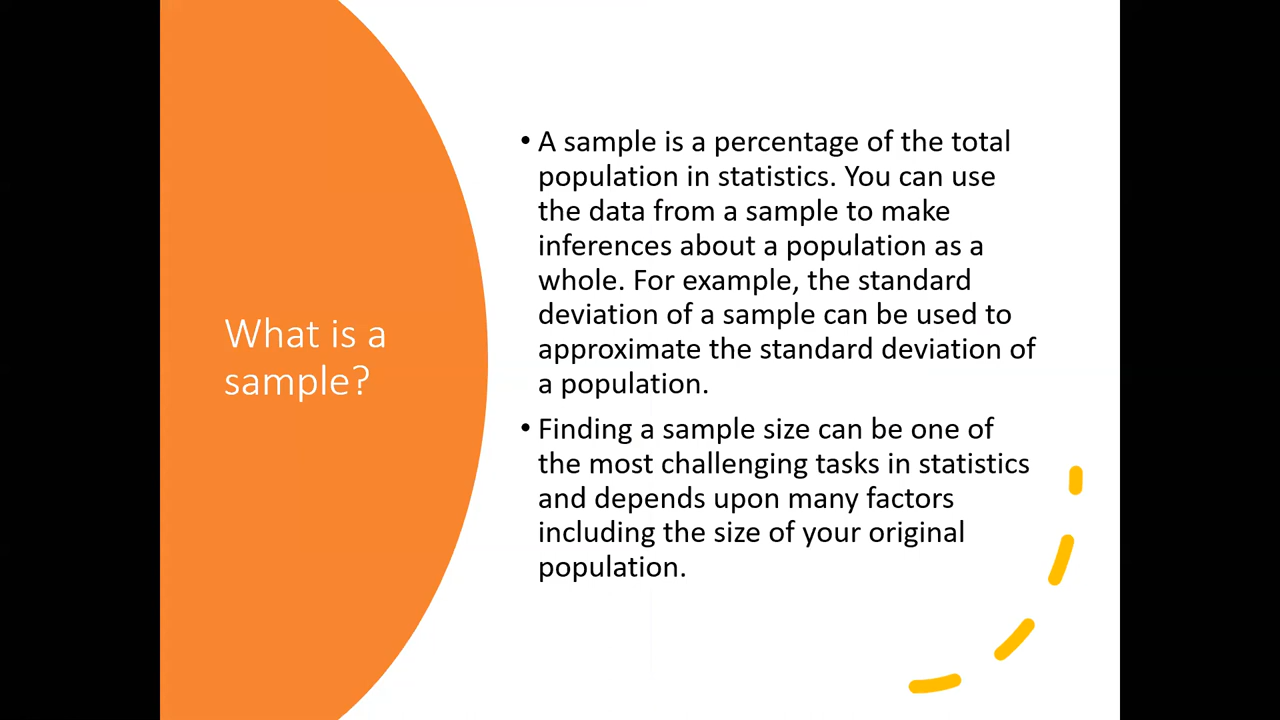 What is a
sample?
• A sample is a percentage of the total
population in statistics. You can use
the data from a sample to make
inferences about a population as a
whole. For example, the standard
deviation of a sample can be used to
approximate the standard deviation of
a population.
• Finding a sample size can be one of
the most challenging tasks in statistics
and depends upon many factors
including the size of your original
population.